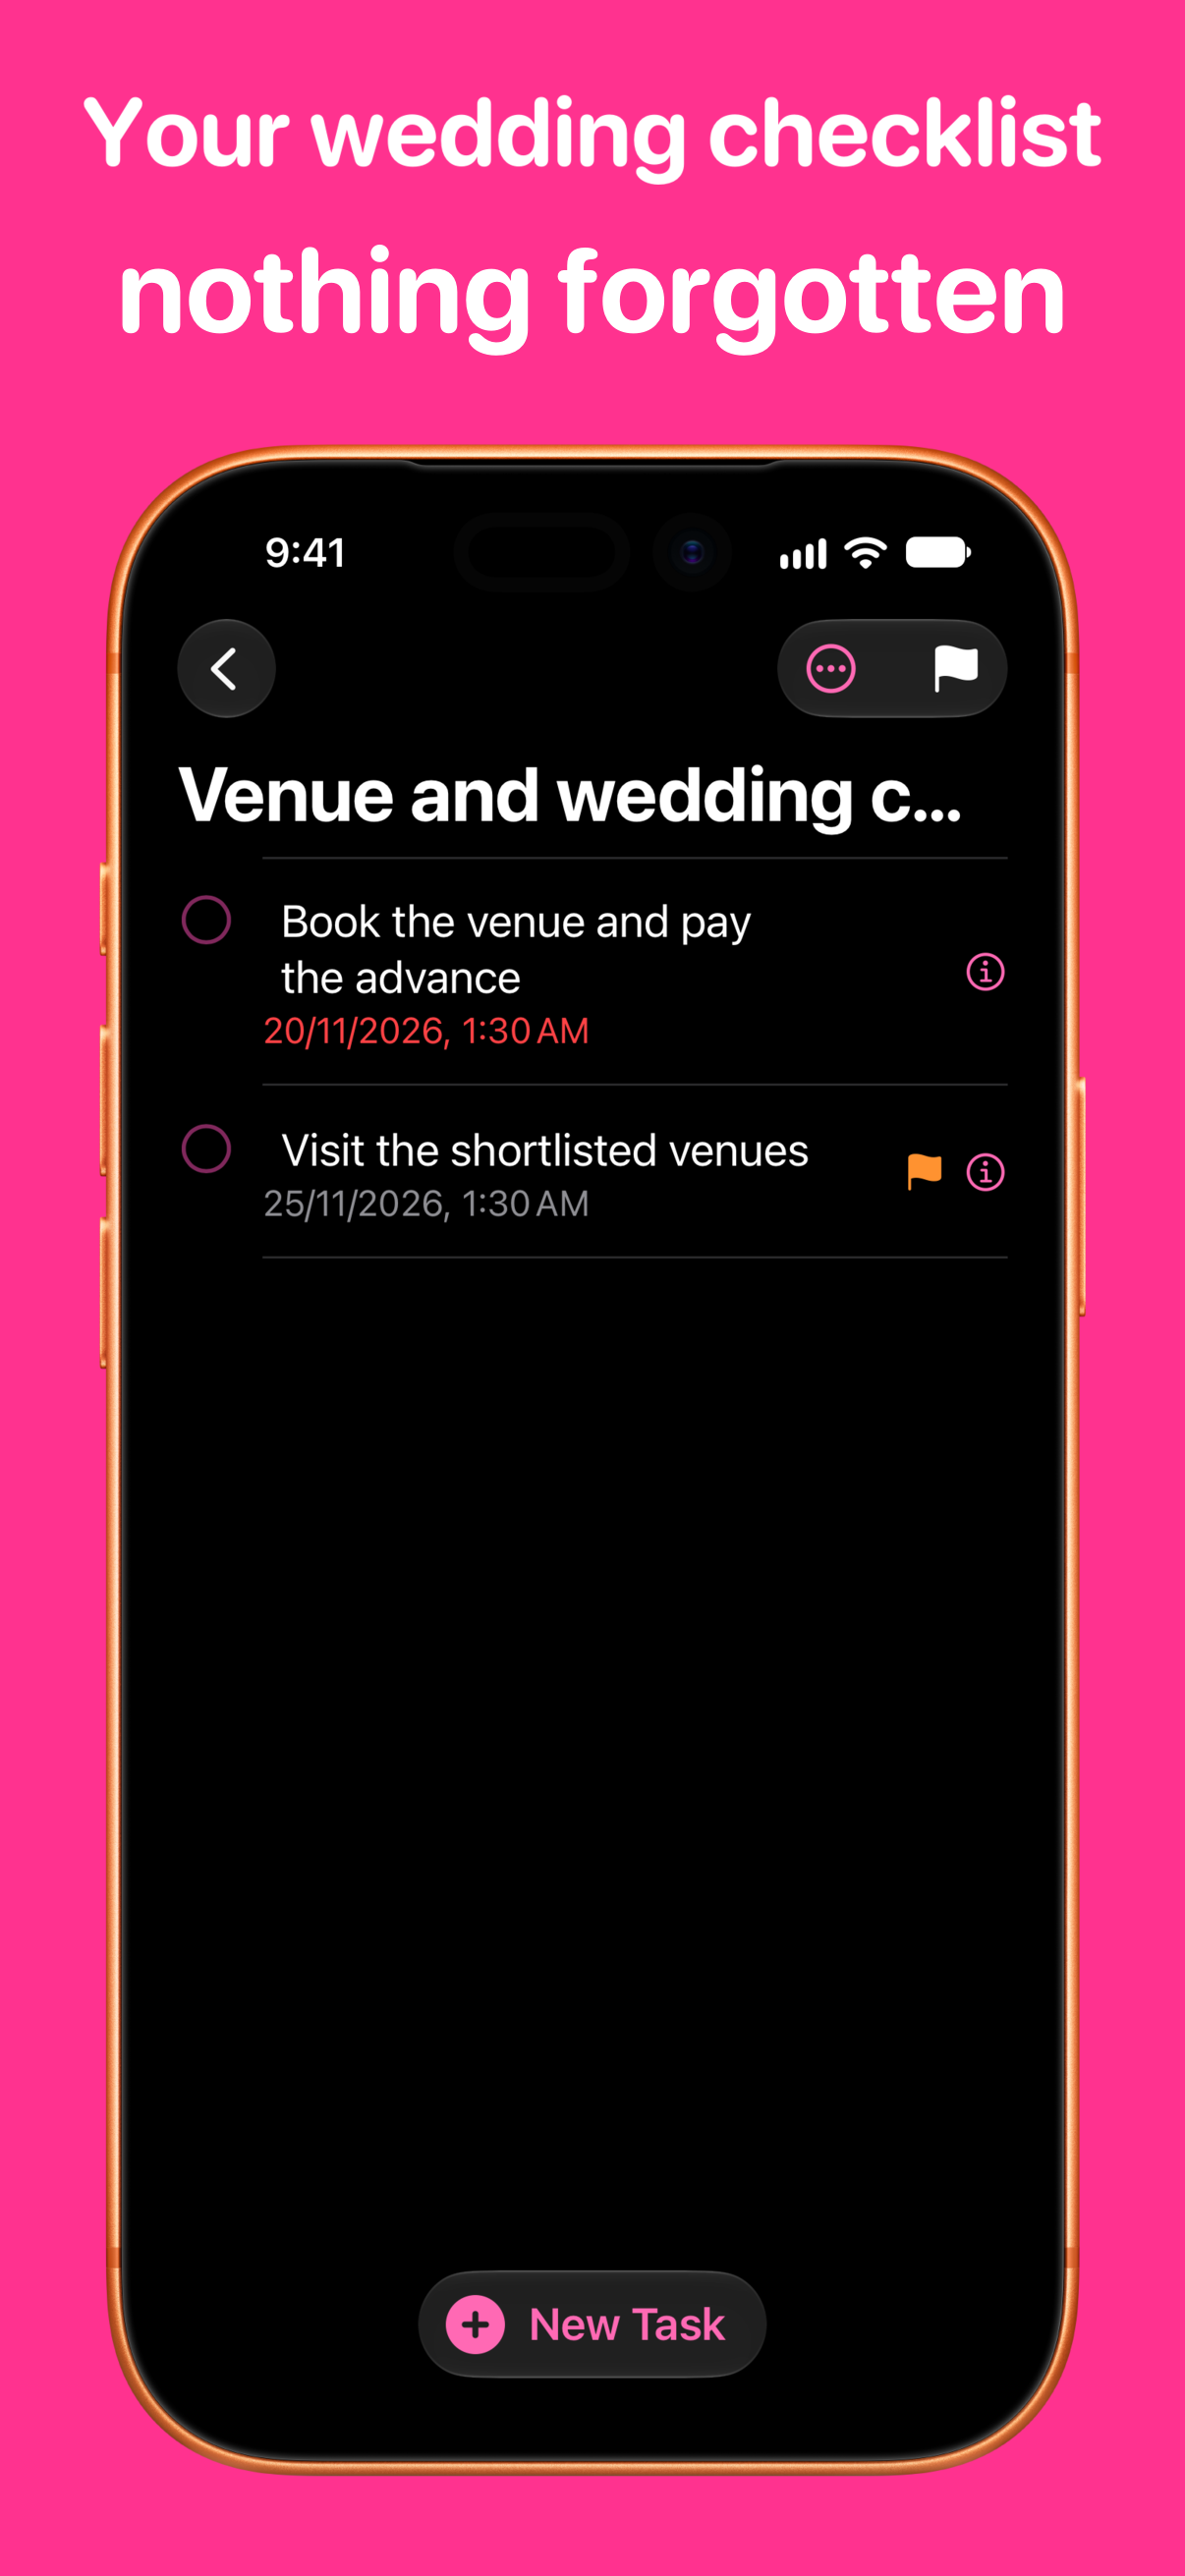 Your wedding checklist
nothing forgotten
9:41
Venue and wedding c...
Book the venue and pay
the advance
20/11/2026, 1:30 AM
Visit the shortlisted venues
25/11/2026, 1:30 AM
New Task